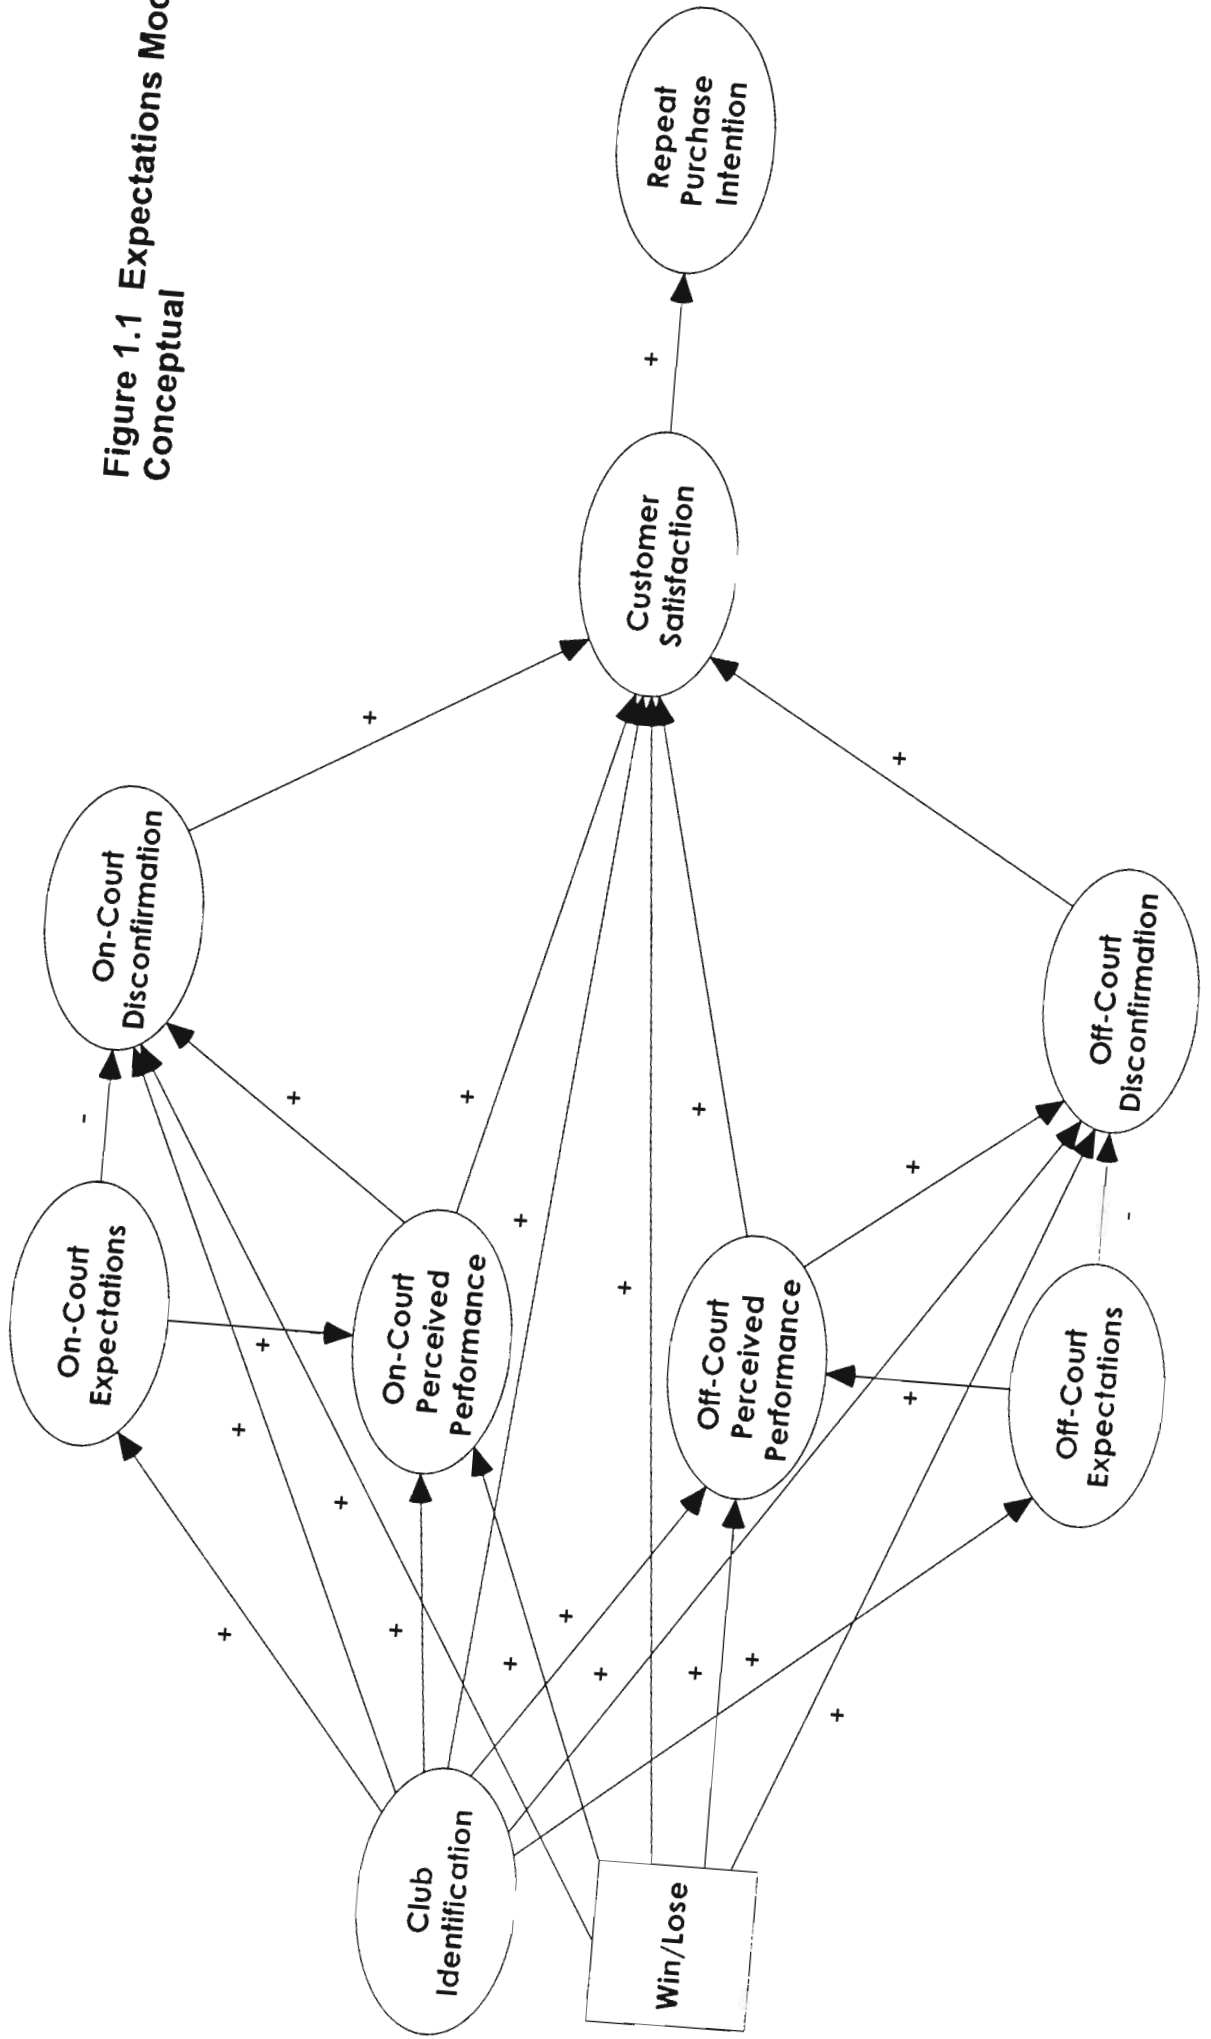 Figure 1.1 Expectations
Conceptual
On-Court
Expectations
On-Court
Disconfirmation
+
-
+
+
+
+
+
Club
Identification
On-Court
Perceived
Performance
+
+
+
+
+
Win/Lose
+
+
+
+
Customer
Satisfaction
+
Repeat
Purchase
Intention
Off-Court
Perceived
Performance
+
+
+
+
+
+
Off-Court
Expectations
-
Off-Court
Disconfirmation